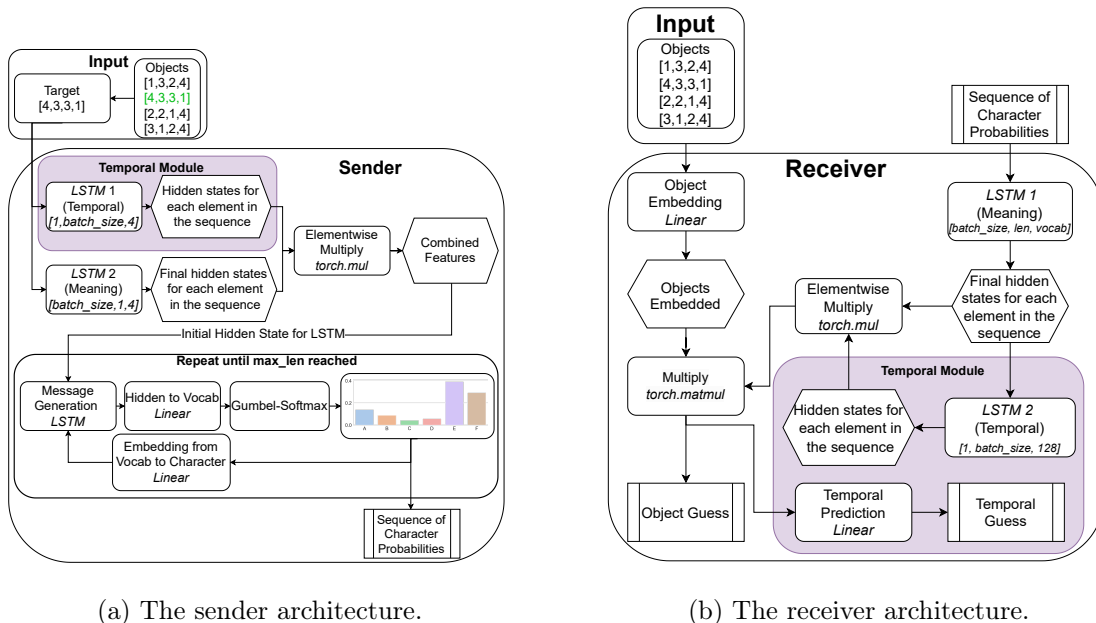 Input
Target
[4,3,3,1]
Objects
[1,3,2,4]
[4,3,3,1]
[2,2,1,4]
[3,1,2,4]
Sender
Temporal Module
LSTM 1
(Temporal)
[1,batch_size,4]
Hidden states for
each element in
the sequence
LSTM 2
(Meaning)
[batch_size,1,4]
Final hidden states
for each element
in the sequence
Elementwise
Multiply
torch.mul
Combined
Features
Initial Hidden State for LSTM
Repeat until max_len reached
Message
Generation
LSTM
Hidden to Vocab
Linear
Gumbel-Softmax
0.4
0.2
0.0
A B C D E F
Embedding from
Vocab to Character
Linear
Sequence of
Character
Probabilities
(a) The sender architecture.
Input
Objects
[1,3,2,4]
[4,3,3,1]
[2,2,1,4]
[3,1,2,4]
Sequence of
Character
Probabilities
Receiver
Object
Embedding
Linear
LSTM 1
(Meaning)
[batch_size, len, vocab]
Objects
Embedded
Elementwise
Multiply
torch.mul
Final hidden
states for each
element in the
sequence
Multiply
torch.matmul
Temporal Module
Hidden states for
each element in
the sequence
LSTM 2
(Temporal)
[1, batch_size, 128]
Object Guess
Temporal
Prediction
Linear
Temporal
Guess
(b) The receiver architecture.